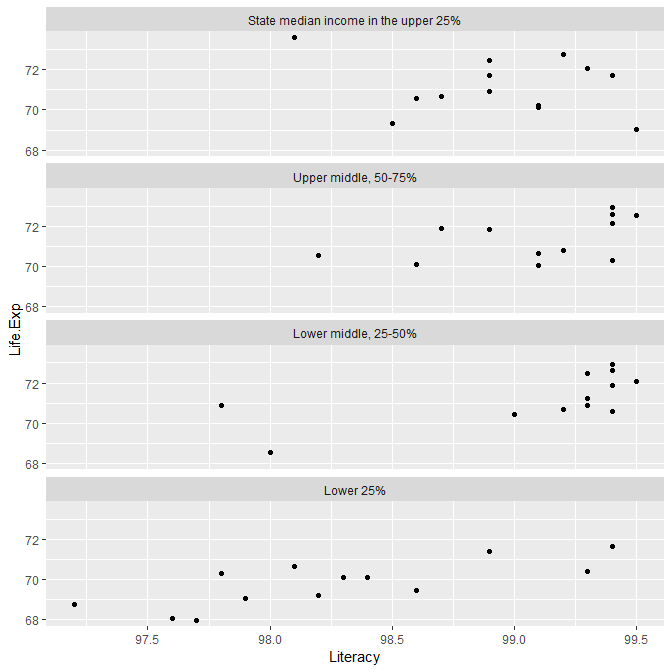 State median income in the upper 25%
72
70
68
Upper middle, 50-75%
72
70
68
Life.Exp
Lower middle, 25-50%
72
70
68
Lower 25%
72
70
68
97.5 98.0 98.5 99.0 99.5
Literacy